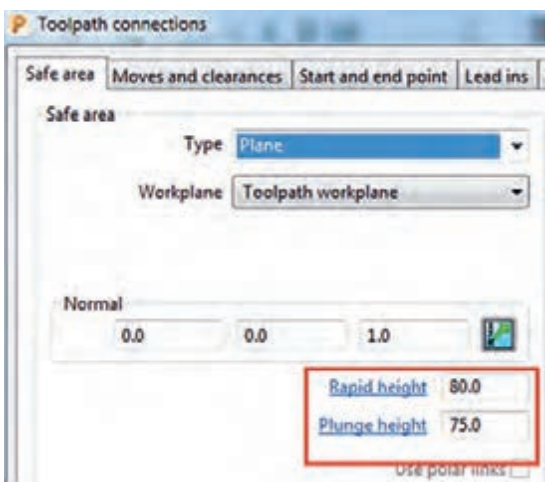 Toolpath connections
Safe area Moves and clearances Start and end point Lead ins
Safe area
Type Plane
Workplane Toolpath workplane
Normal
0.0 0.0 1.0
Rapid height 80.0
Plunge height 75.0
Use polar links